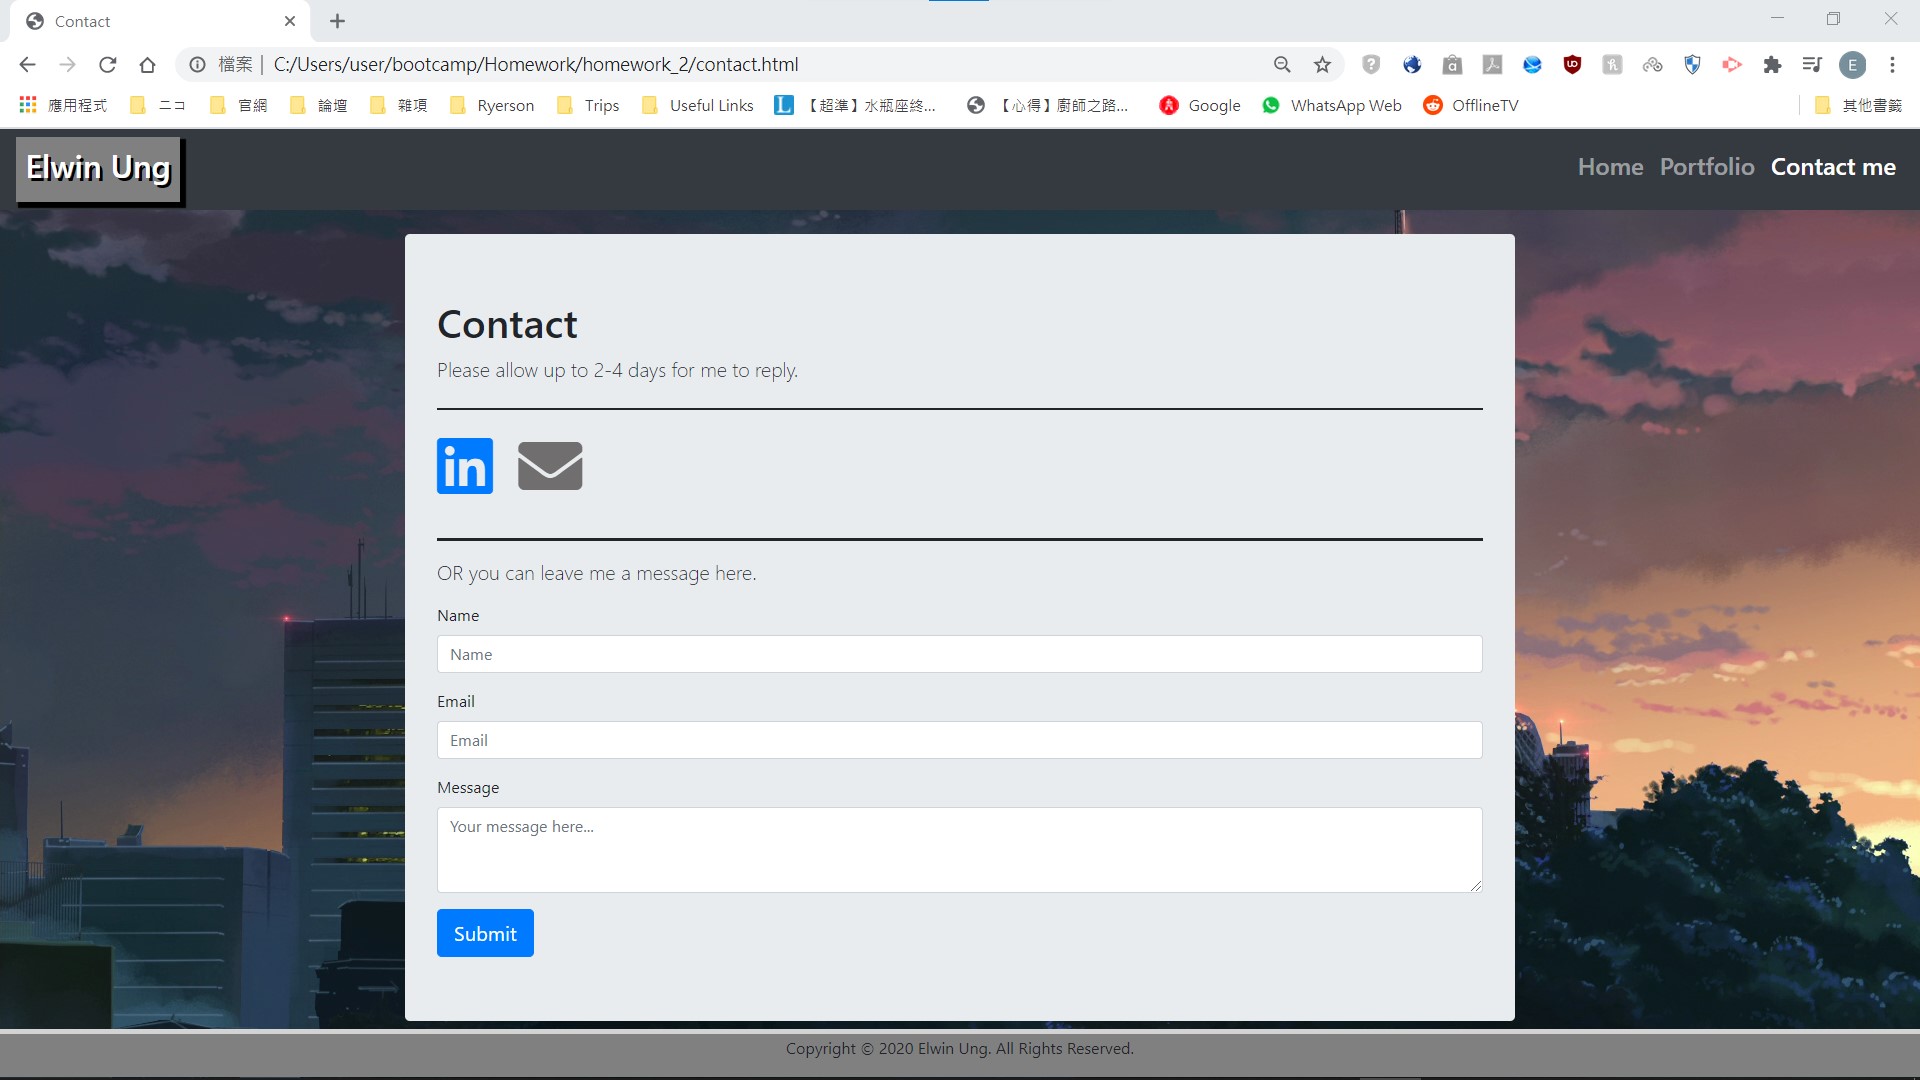 Contact
檔案 | C:/Users/user/bootcamp/Homework/homework_2/contact.html
E
應用程式 ニコ 官網 論壇 雜項 Ryerson Trips Useful Links 【超準】水瓶座終... 【心得】廚師之路... Google WhatsApp Web OfflineTV 其他書籤
Elwin Ung
Home Portfolio Contact me
Contact
Please allow up to 2-4 days for me to reply.
in
OR you can leave me a message here.
Name
Name
Email
Email
Message
Your message here...
Submit
Copyright © 2020 Elwin Ung. All Rights Reserved.